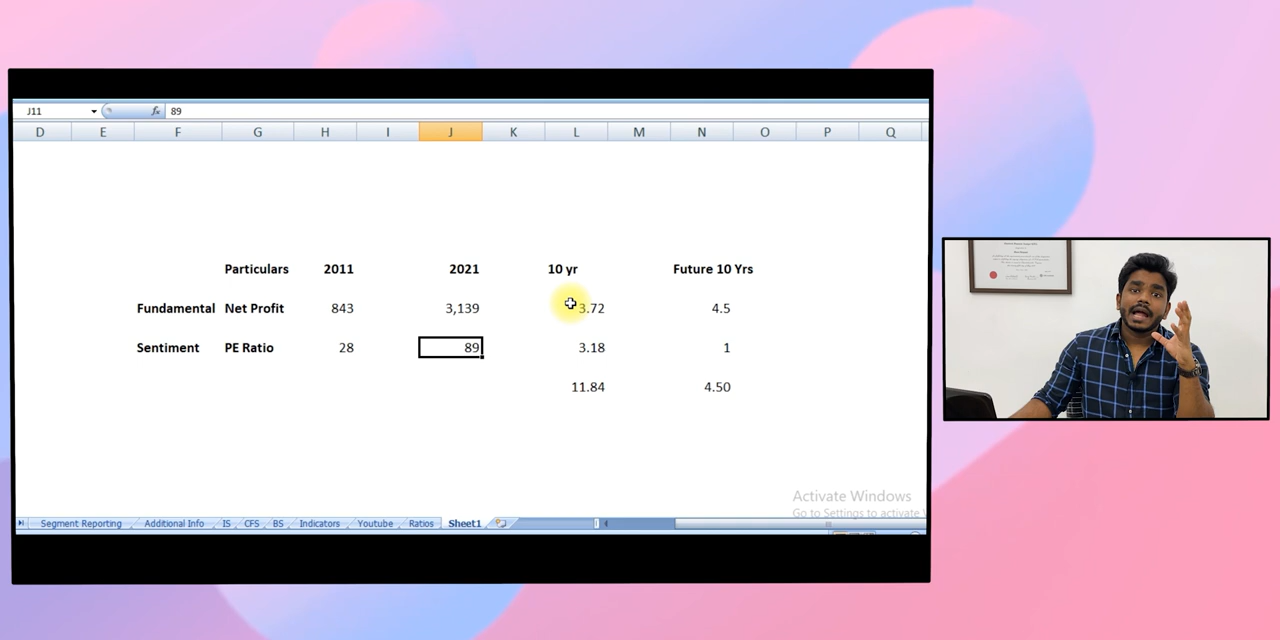 J11 fx 89
D E F G H I J K L M N O P Q
Particulars 2011 2021 10 yr Future 10 Yrs
Fundamental Net Profit 843 3,139 3.72 4.5
Sentiment PE Ratio 28 89 3.18 1
11.84 4.50
Activate Windows
Go to Settings to activate
Segment Reporting Additional Info IS CFS BS Indicators Youtube Ratios Sheet1